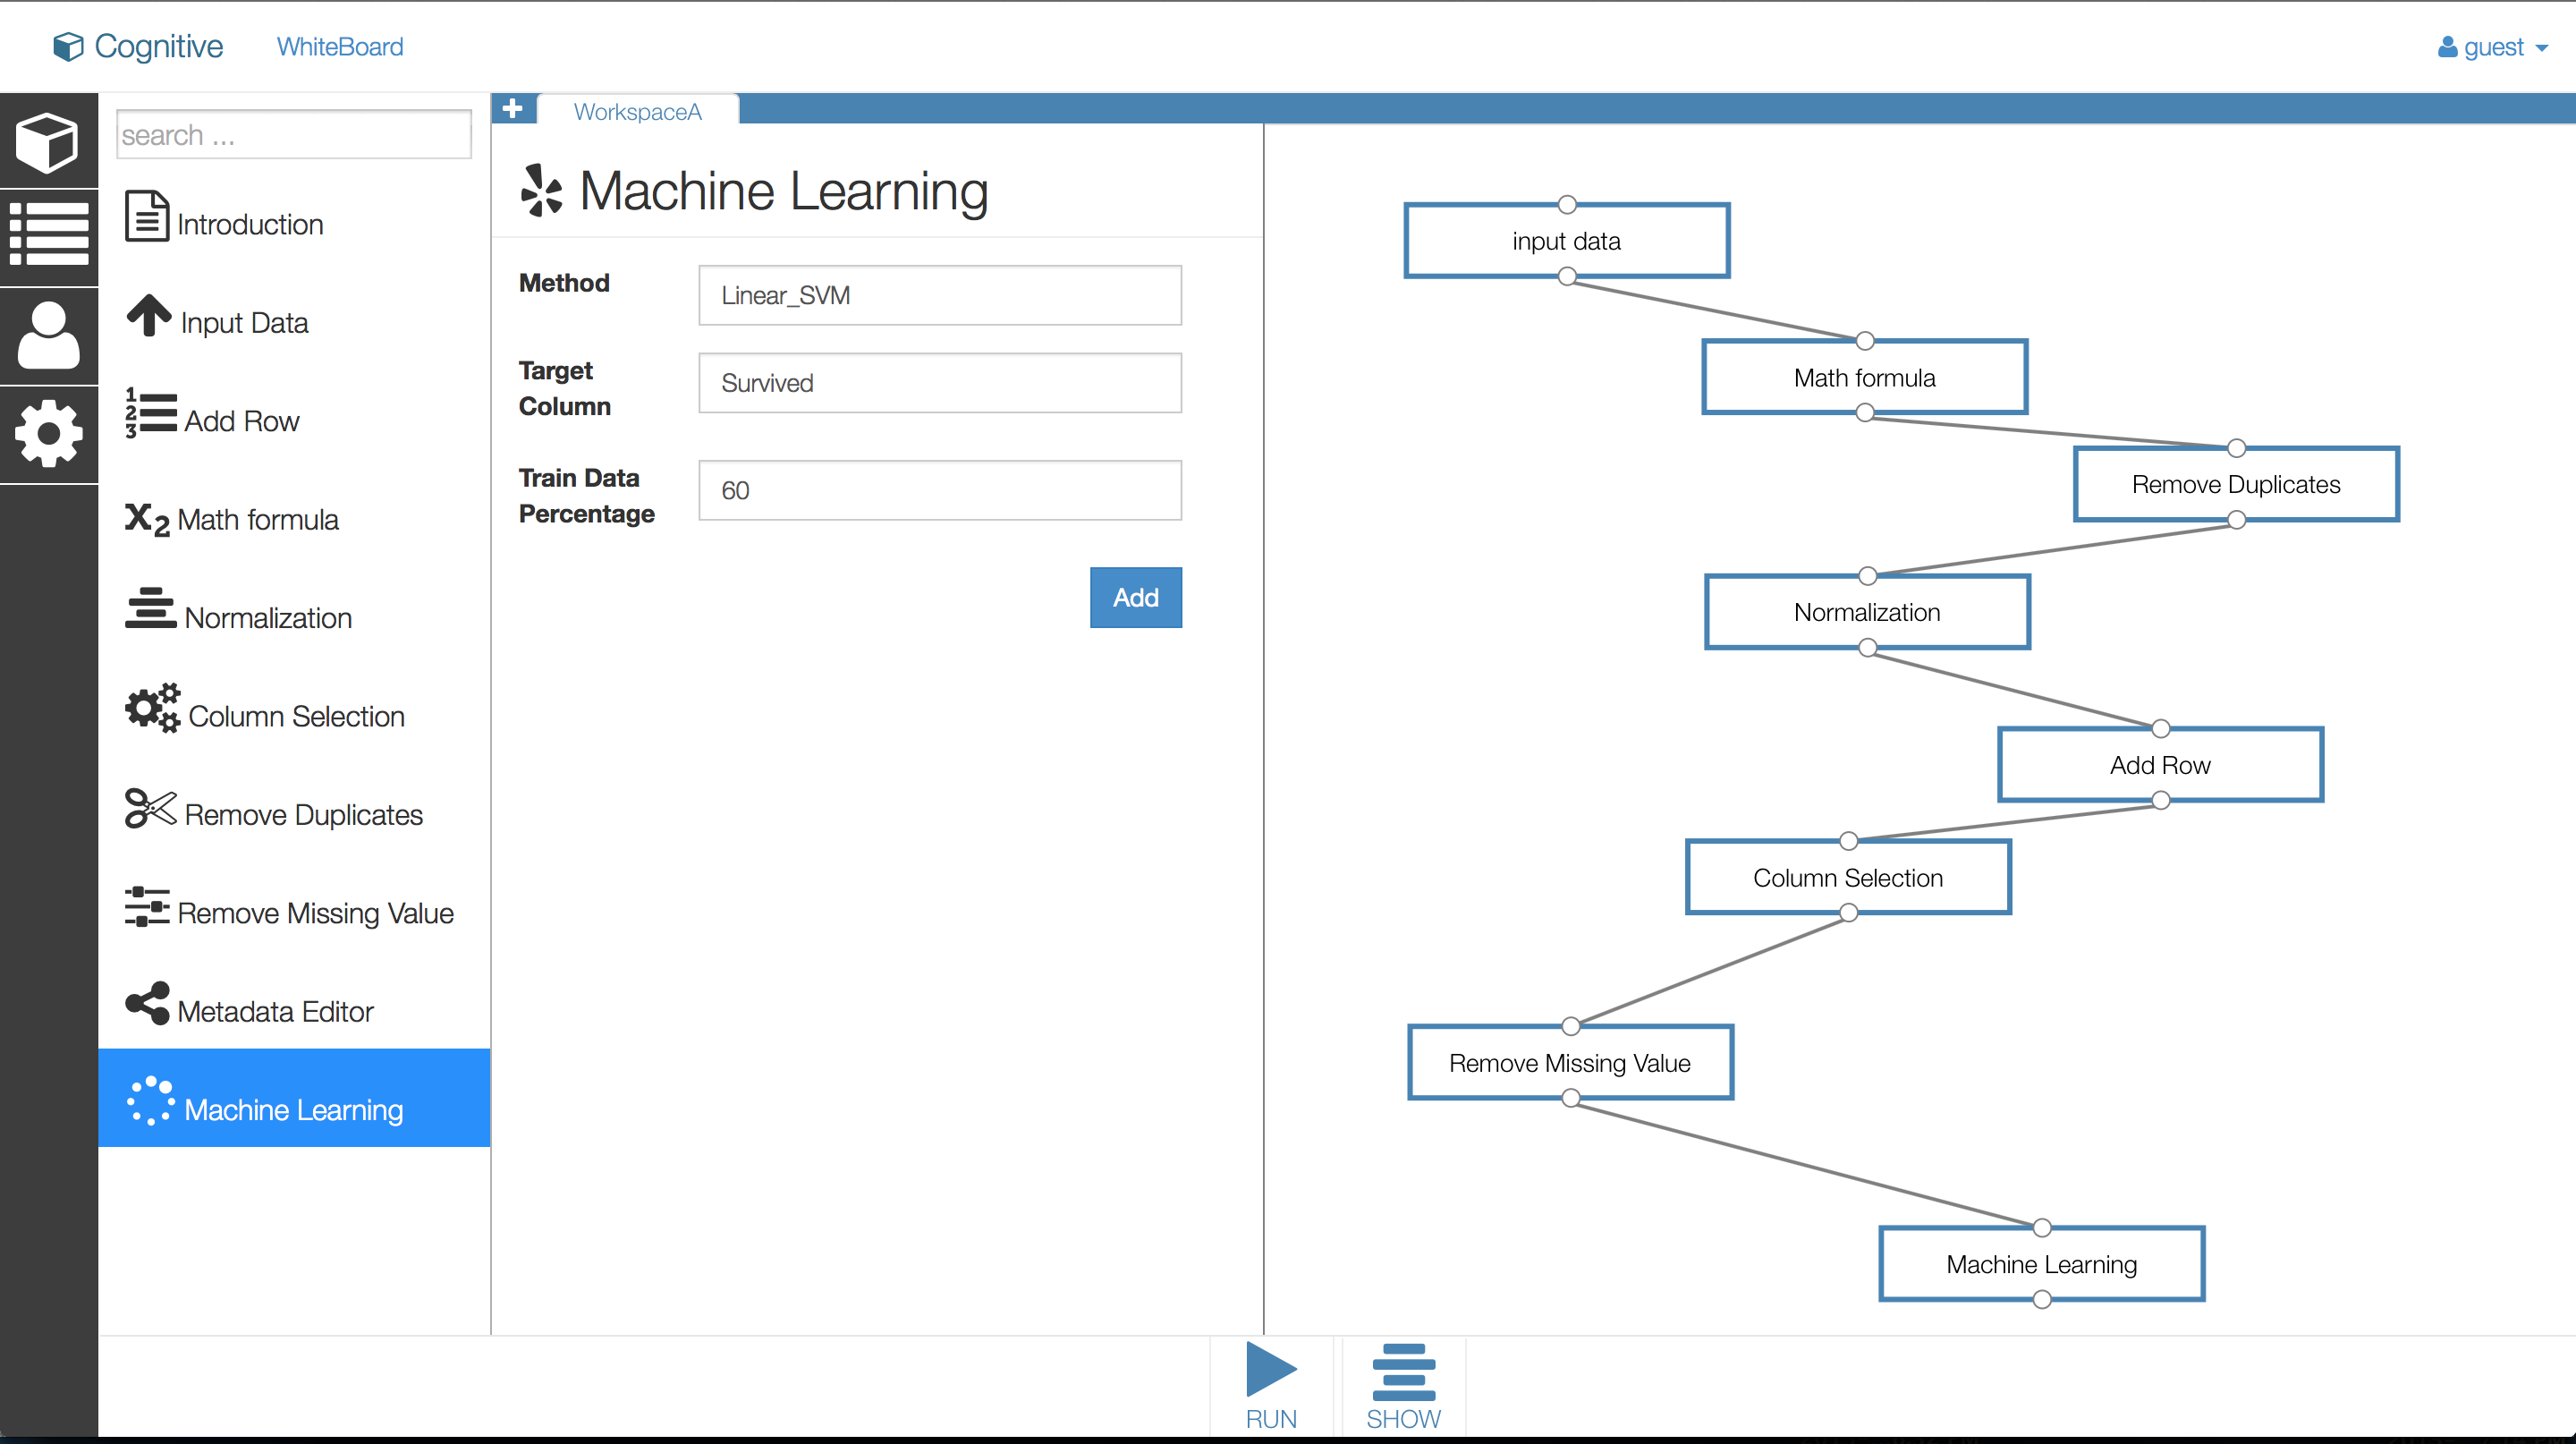 Cognitive
WhiteBoard
guest
search ...
Introduction
Input Data
Add Row
Math formula
Normalization
Column Selection
Remove Duplicates
Remove Missing Value
Metadata Editor
Machine Learning
WorkspaceA
Machine Learning
Method
Linear_SVM
Target
Column
Survived
Train Data
Percentage
60
Add
input data
Math formula
Remove Duplicates
Normalization
Add Row
Column Selection
Remove Missing Value
Machine Learning
RUN
SHOW